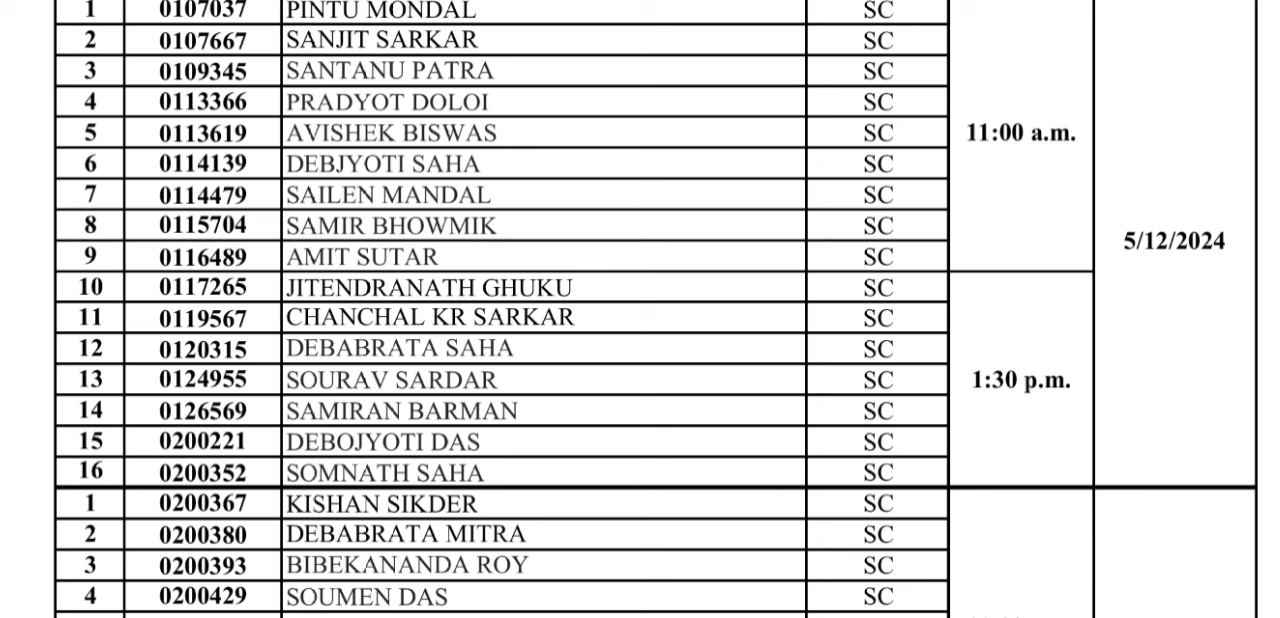 1 0107037 PINTU MONDAL SC
2 0107667 SANJIT SARKAR SC
3 0109345 SANTANU PATRA SC
4 0113366 PRADYOT DOLOI SC
5 0113619 AVISHEK BISWAS SC 11:00 a.m.
6 0114139 DEBJYOTI SAHA SC
7 0114479 SAILEN MANDAL SC
8 0115704 SAMIR BHOWMIK SC
5/12/2024
9 0116489 AMIT SUTAR SC
10 0117265 JITENDRANATH GHUKU SC
11 0119567 CHANCHAL KR SARKAR SC
12 0120315 DEBABRATA SAHA SC
13 0124955 SOURAV SARDAR SC 1:30 p.m.
14 0126569 SAMIRAN BARMAN SC
15 0200221 DEBOJYOTI DAS SC
16 0200352 SOMNATH SAHA SC
1 0200367 KISHAN SIKDER SC
2 0200380 DEBABRATA MITRA SC
3 0200393 BIBEKANANDA ROY SC
4 0200429 SOUMEN DAS SC